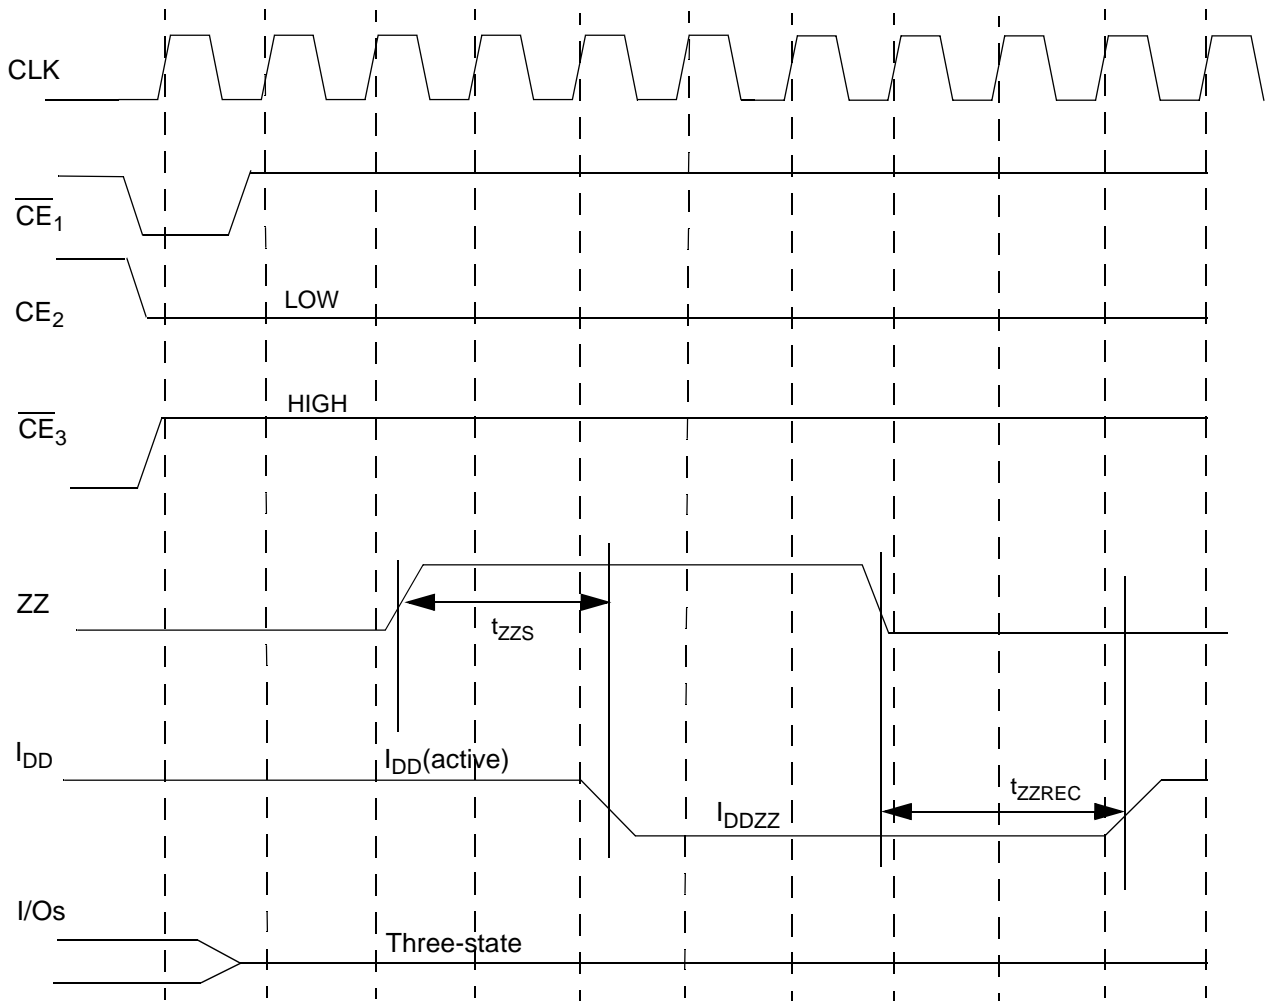 CLK
CE1
LOW
CE2
HIGH
CE3
ZZ
tZZS
IDD
IDD(active)
tZZREC
IDDZZ
I/Os
Three-state